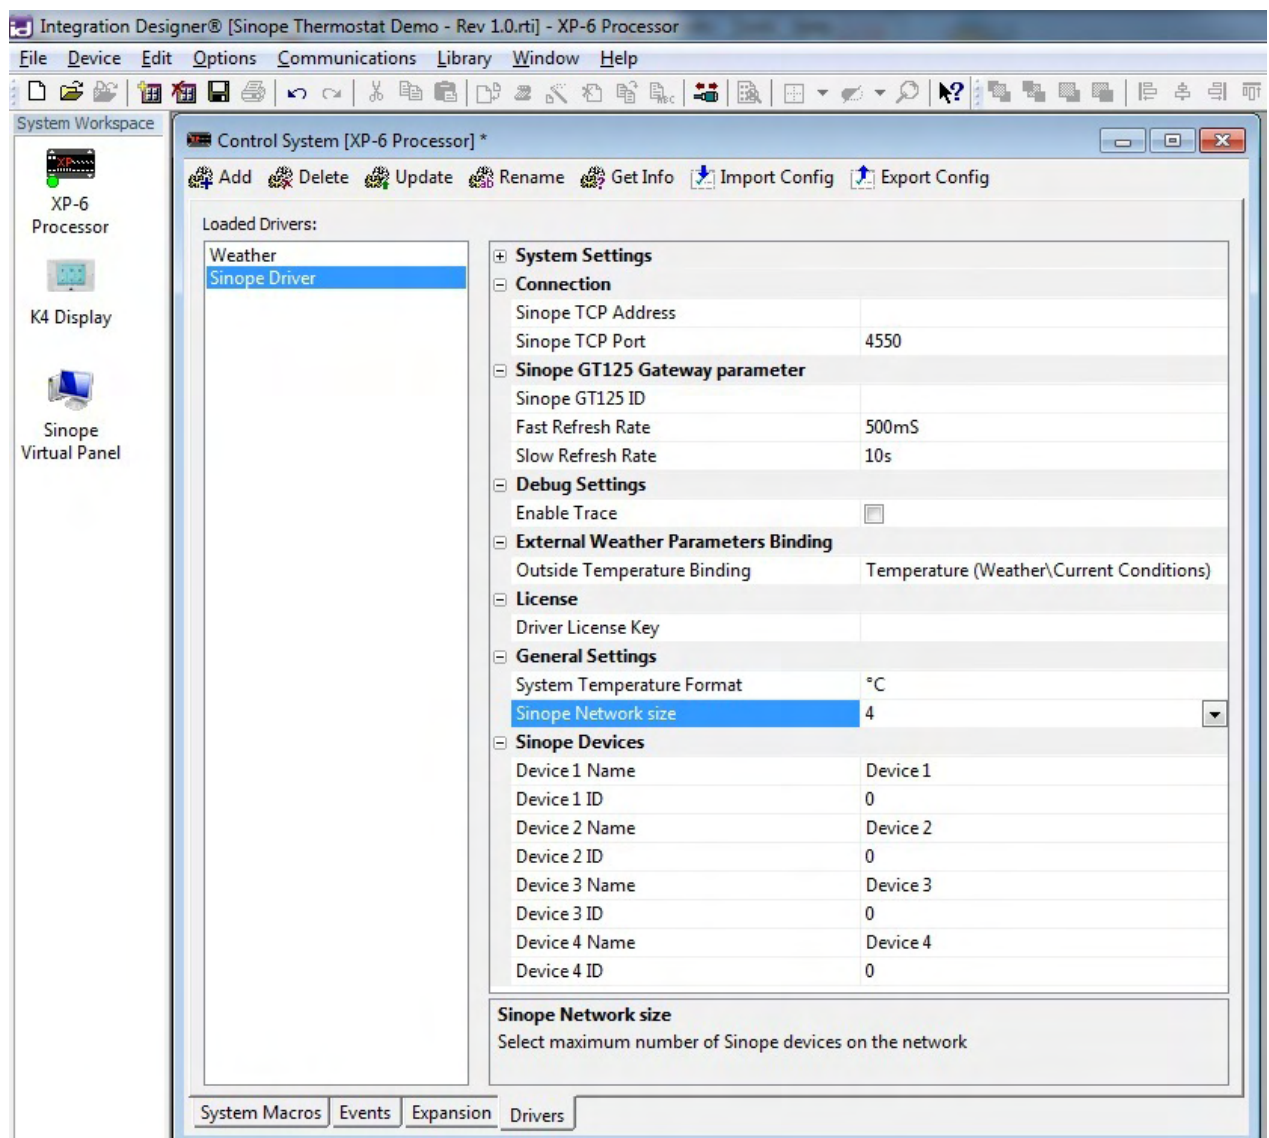 Integration Designer® [Sinope Thermostat Demo - Rev 1.0.rti] - XP-6 Processor
File Device Edit Options Communications Library Window Help
System Workspace
XP-6
Processor
K4 Display
Sinope
Virtual Panel
Control System [XP-6 Processor] *
Add Delete Update Rename Get Info Import Config Export Config
Loaded Drivers:
Weather
Sinope Driver
System Settings
Connection
Sinope TCP Address
Sinope TCP Port 4550
Sinope GT125 Gateway parameter
Sinope GT125 ID
Fast Refresh Rate 500mS
Slow Refresh Rate 10s
Debug Settings
Enable Trace
External Weather Parameters Binding
Outside Temperature Binding Temperature (Weather\Current Conditions)
License
Driver License Key
General Settings
System Temperature Format °C
Sinope Network size 4
Sinope Devices
Device 1 Name Device 1
Device 1 ID 0
Device 2 Name Device 2
Device 2 ID 0
Device 3 Name Device 3
Device 3 ID 0
Device 4 Name Device 4
Device 4 ID 0
Sinope Network size
Select maximum number of Sinope devices on the network
System Macros Events Expansion Drivers